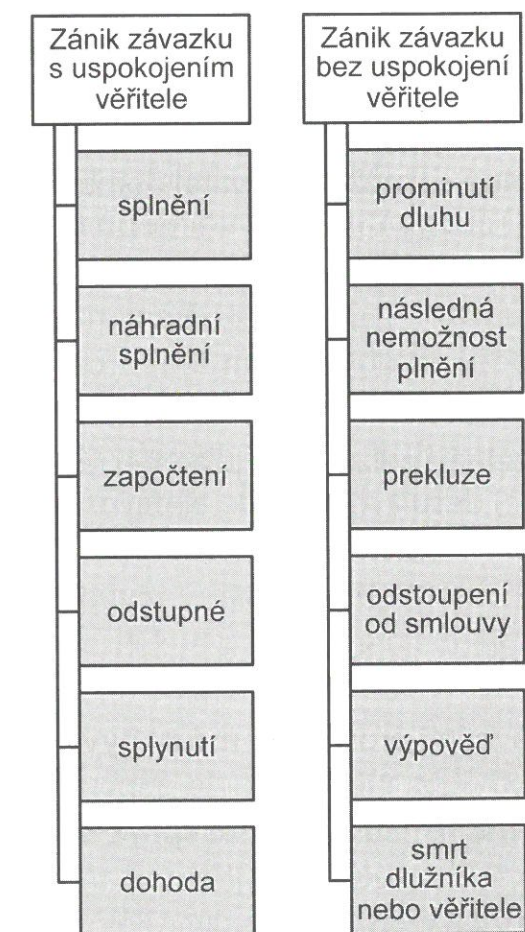 Zánik závazku
s uspokojením
věřitele
splnění
náhradní
splnění
započtení
odstupné
splynutí
dohoda
Zánik závazku
bez uspokojení
věřitele
prominutí
dluhu
následná
nemožnost
plnění
prekluze
odstoupení
od smlouvy
výpověď
smrt
dlužníka
nebo věřitele